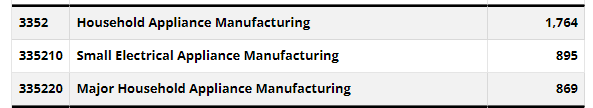 3352 Household Appliance Manufacturing 1,764
335210 Small Electrical Appliance Manufacturing 895
335220 Major Household Appliance Manufacturing 869